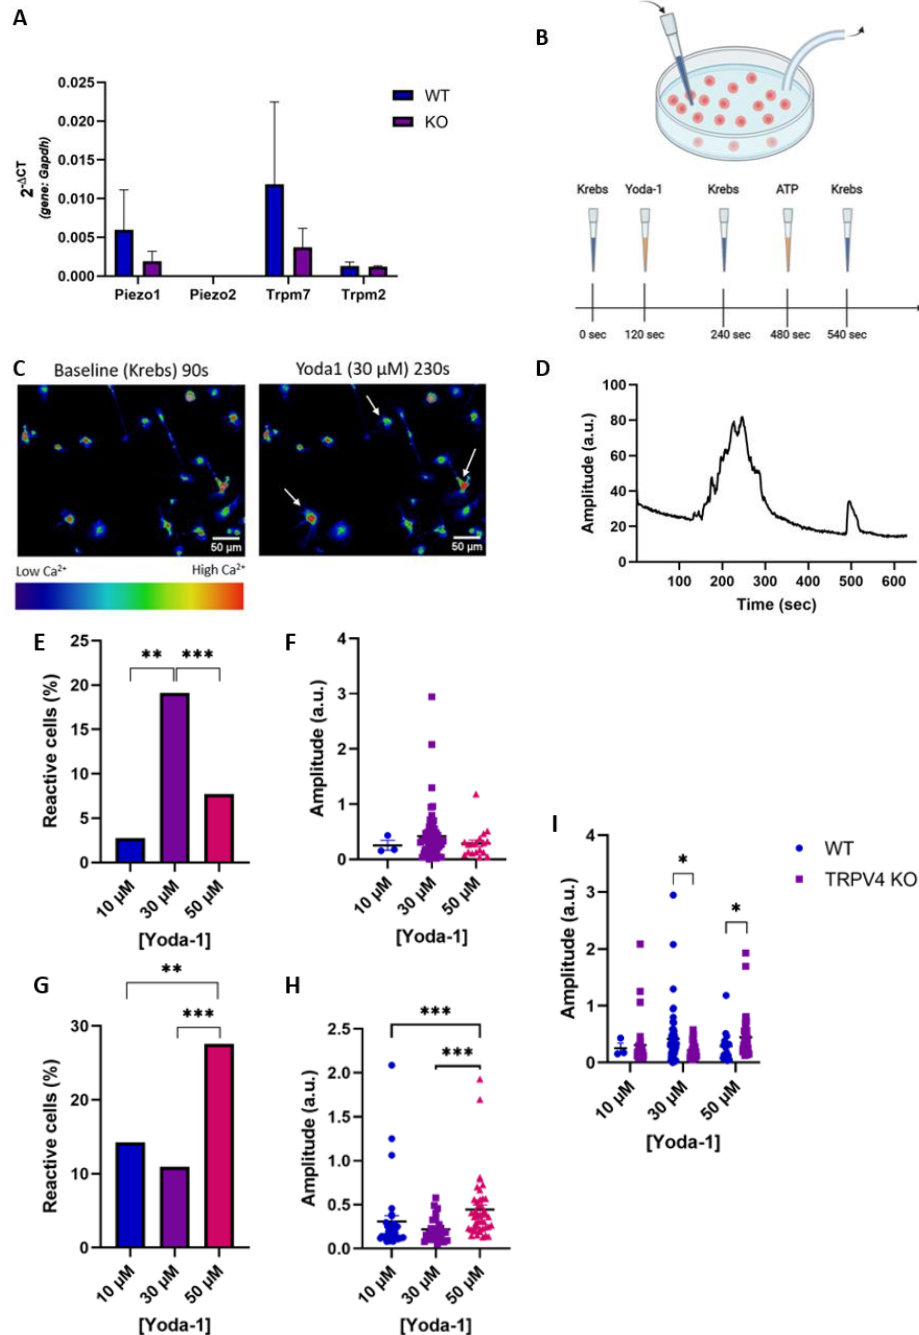 A
0.025
0.020
0.015
0.010
0.005
0.000
2^-ΔCT
(gene: Gapdh)
WT
KO
Piezo1 Piezo2 Trpm7 Trpm2
B
Krebs Yoda-1 Krebs ATP Krebs
0 sec 120 sec 240 sec 480 sec 540 sec
C
Baseline (Krebs) 90s
Yoda1 (30 µM) 230s
50 µm
50 µm
Low Ca²⁺ High Ca²⁺
D
100
80
60
40
20
0
Amplitude (a.u.)
100 200 300 400 500 600
Time (sec)
E
25
20
15
10
5
0
Reactive cells (%)
** ***
10 µM 30 µM 50 µM
[Yoda-1]
F
4
3
2
1
0
Amplitude (a.u.)
10 µM 30 µM 50 µM
[Yoda-1]
G
30
20
10
0
Reactive cells (%)
**
***
10 µM 30 µM 50 µM
[Yoda-1]
H
2.5
2.0
1.5
1.0
0.5
0.0
Amplitude (a.u.)
***
***
10 µM 30 µM 50 µM
[Yoda-1]
I
4
3
2
1
0
Amplitude (a.u.)
WT
TRPV4 KO
*
*
10 µM 30 µM 50 µM
[Yoda-1]